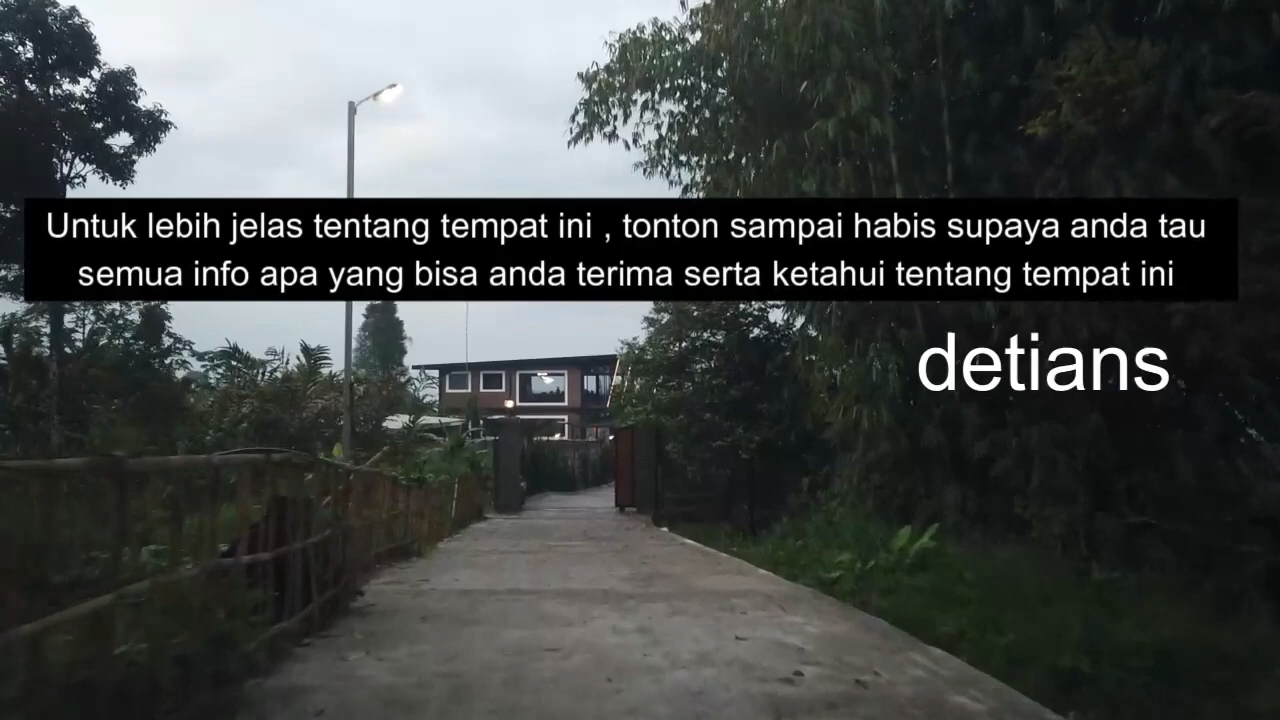 Untuk lebih jelas tentang tempat ini , tonton sampai habis supaya anda tau
semua info apa yang bisa anda terima serta ketahui tentang tempat ini
detians